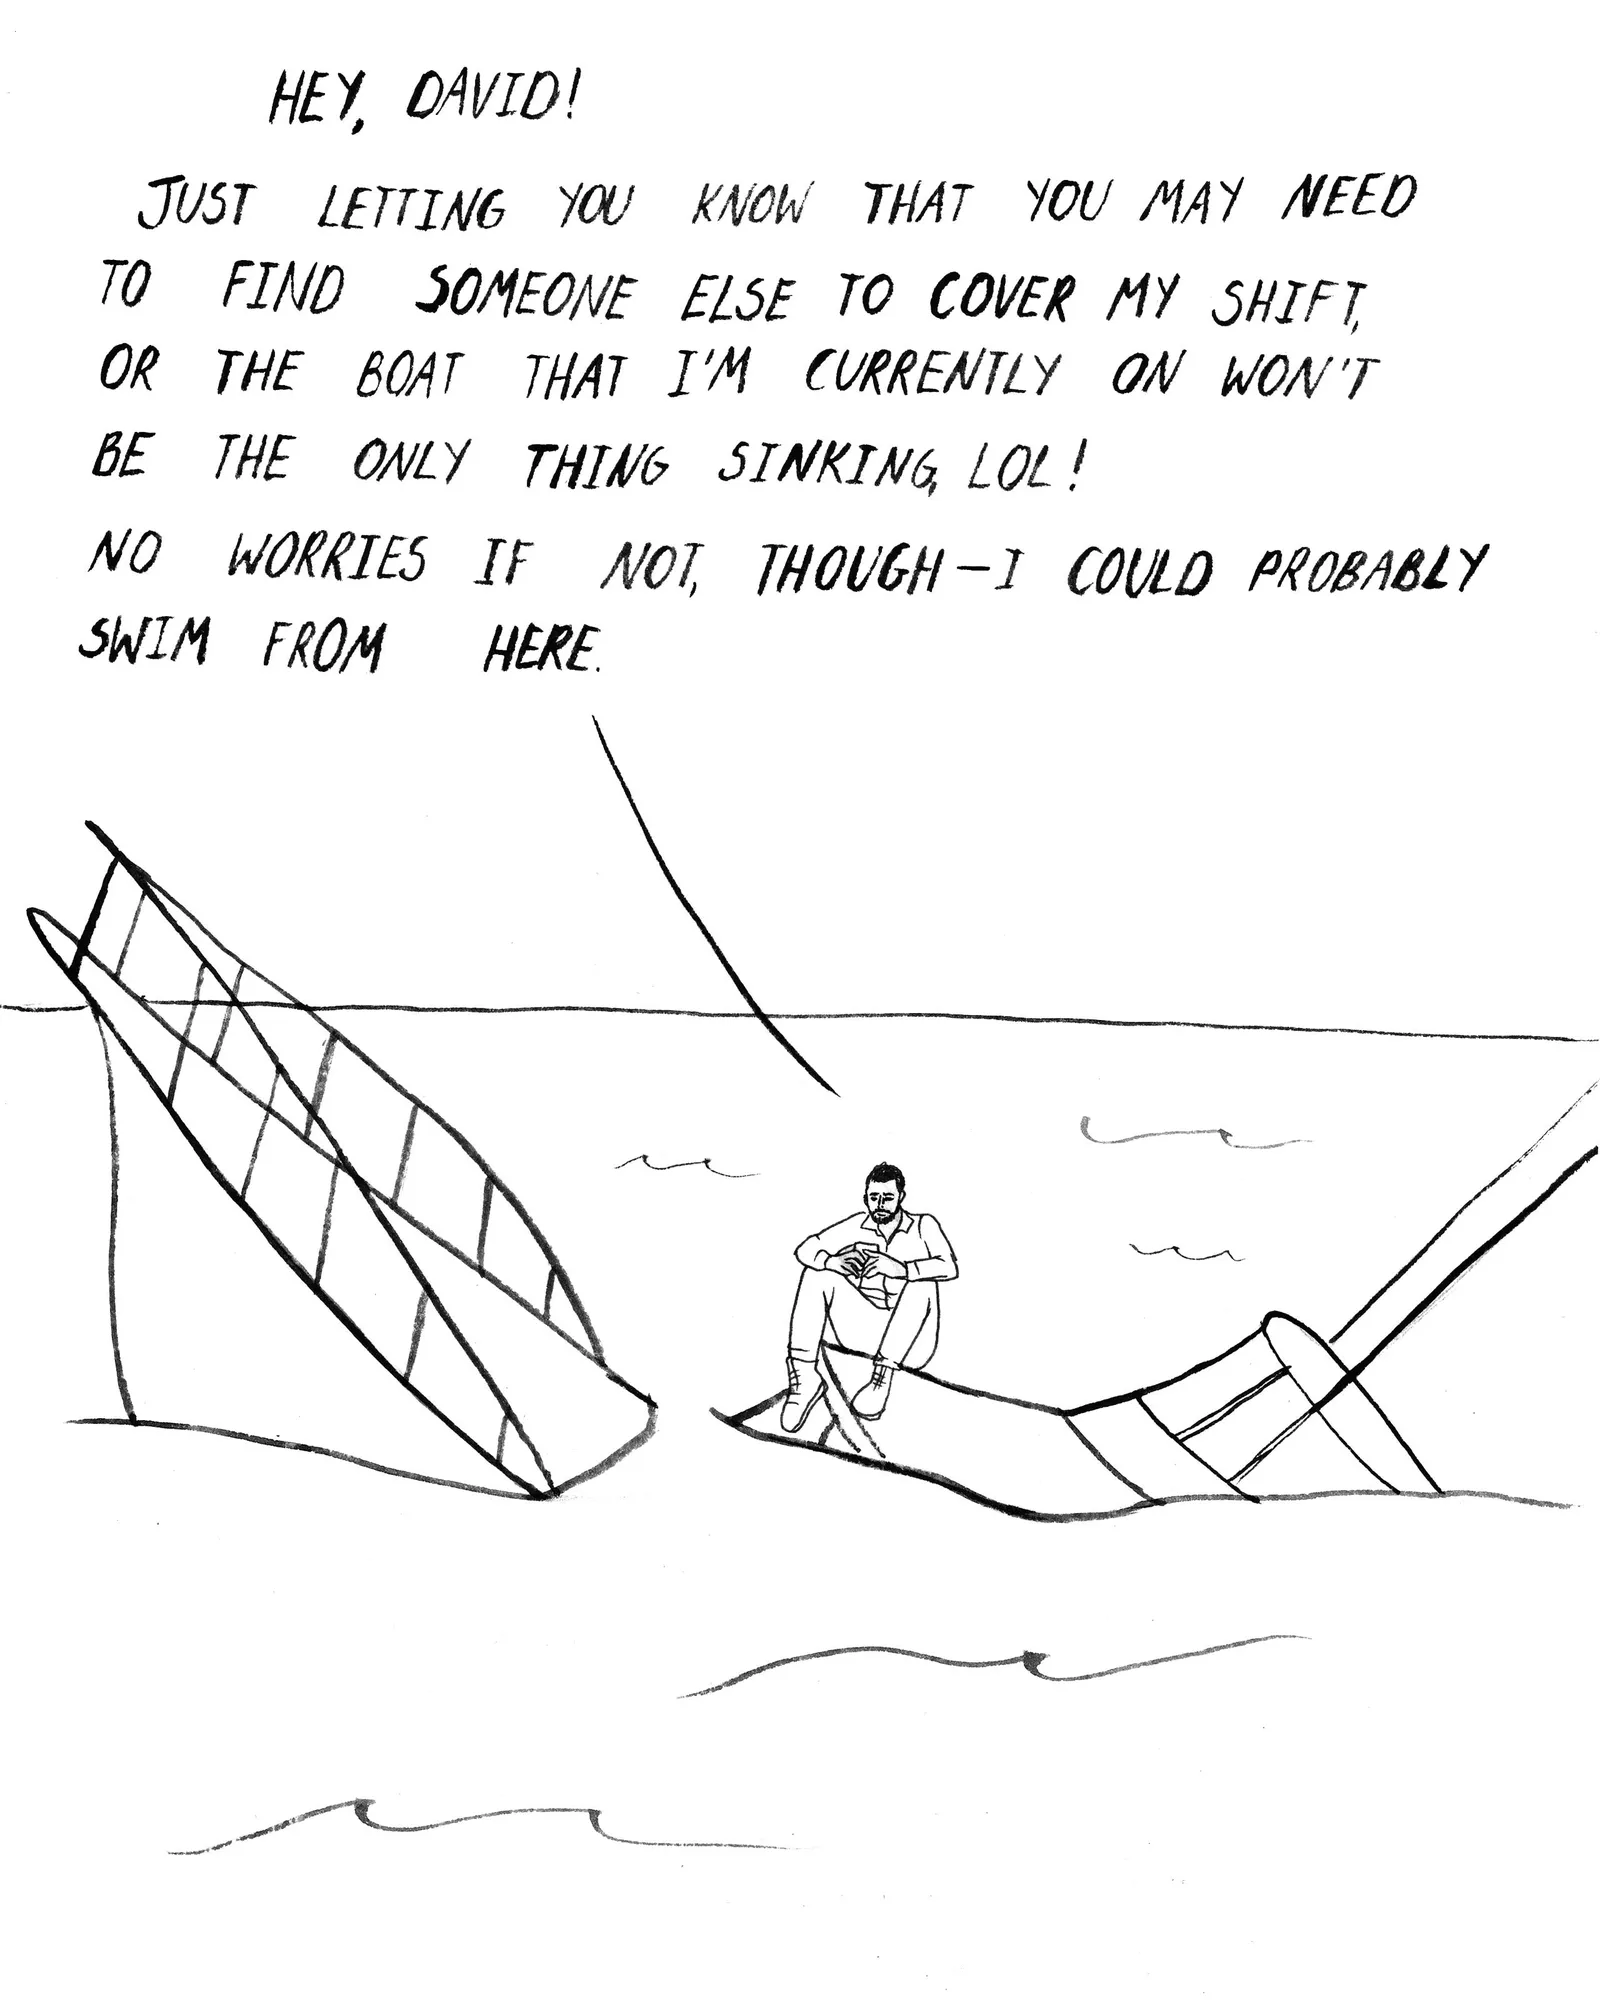 HEY, DAVID!
JUST LETTING YOU KNOW THAT YOU MAY NEED
TO FIND SOMEONE ELSE TO COVER MY SHIFT,
OR THE BOAT THAT I'M CURRENTLY ON WON'T
BE THE ONLY THING SINKING, LOL!
NO WORRIES IF NOT, THOUGH—I COULD PROBABLY
SWIM FROM HERE.